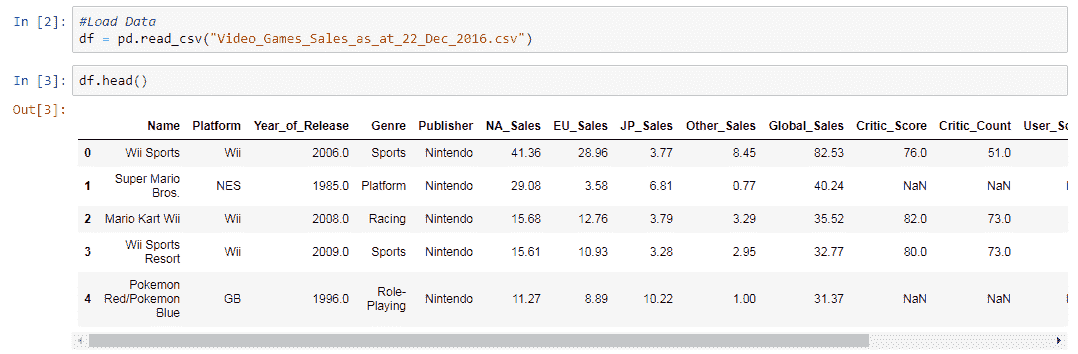 In [2]: #Load Data
df = pd.read_csv("Video_Games_Sales_as_at_22_Dec_2016.csv")
In [3]: df.head()
Out[3]:
Name Platform Year_of_Release Genre Publisher NA_Sales EU_Sales JP_Sales Other_Sales Global_Sales Critic_Score Critic_Count
0 Wii Sports Wii 2006.0 Sports Nintendo 41.36 28.96 3.77 8.45 82.53 76.0 51.0
1 Super Mario Bros. NES 1985.0 Platform Nintendo 29.08 3.58 6.81 0.77 40.24 NaN NaN
2 Mario Kart Wii Wii 2008.0 Racing Nintendo 15.68 12.76 3.79 3.29 35.52 82.0 73.0
3 Wii Sports Resort Wii 2009.0 Sports Nintendo 15.61 10.93 3.28 2.95 32.77 80.0 73.0
4 Pokemon Red/Pokemon Blue GB 1996.0 Role-Playing Nintendo 11.27 8.89 10.22 1.00 31.37 NaN NaN